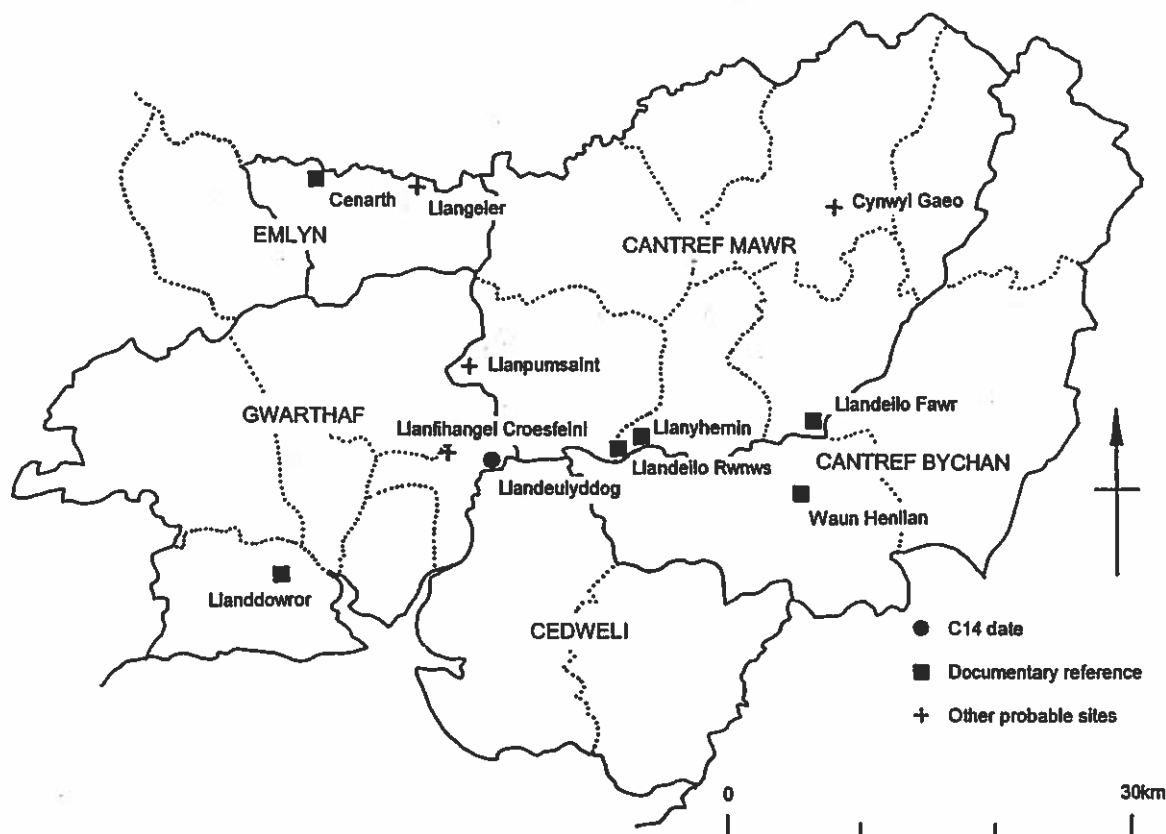 Cenarth
Llangeler
Cynwyl Gaeo
EMLYN
CANTREF MAWR
Llanpumsaint
GWARTHAF
Llanfihangel Croesfeini
Llandeilo Fawr
Llanyhernin
Llandeilo Rwnws
CANTREF BYCHAN
Llandeulyddog
Waun Henllan
Llanddowror
CEDWELI
C14 date
Documentary reference
Other probable sites
0 30km